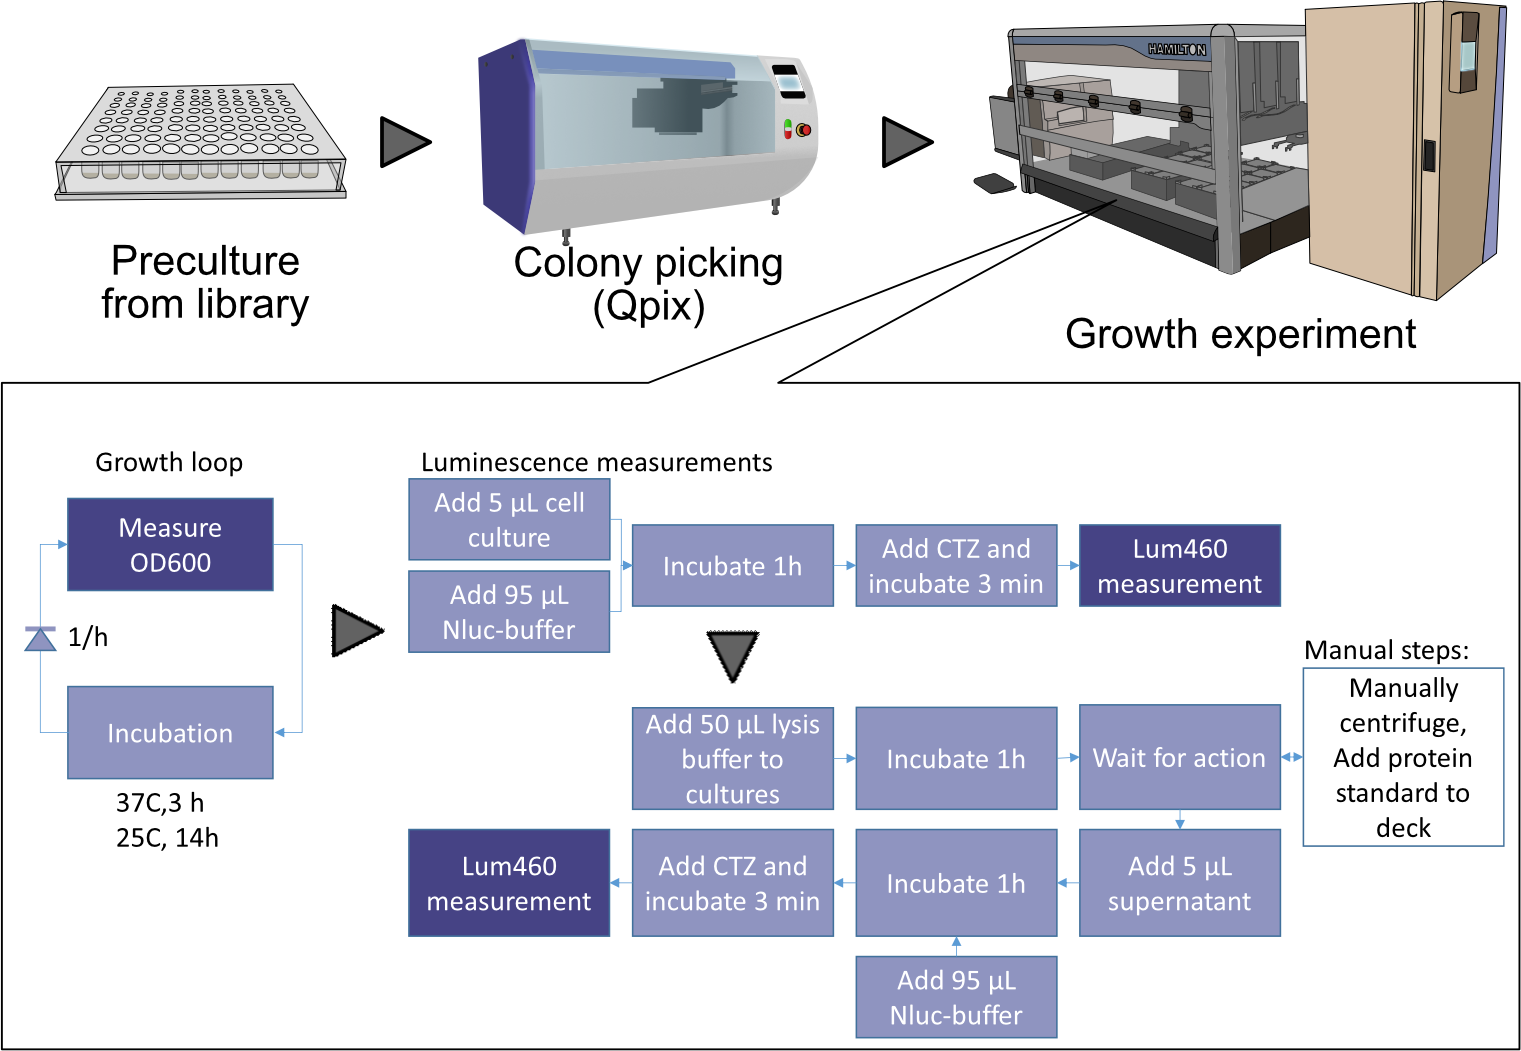 HAMILTON
Preculture
from library
Colony picking
(Qpix)
Growth experiment
Growth loop
Measure
OD600
1/h
Incubation
37C,3 h
25C, 14h
Luminescence measurements
Add 5 µL cell
culture
Add 95 µL
Nluc-buffer
Incubate 1h
Add CTZ and
incubate 3 min
Lum460
measurement
Add 50 µL lysis
buffer to
cultures
Incubate 1h
Wait for action
Manual steps:
Manually
centrifuge,
Add protein
standard to
deck
Add 5 µL
supernatant
Incubate 1h
Add 95 µL
Nluc-buffer
Add CTZ and
incubate 3 min
Lum460
measurement